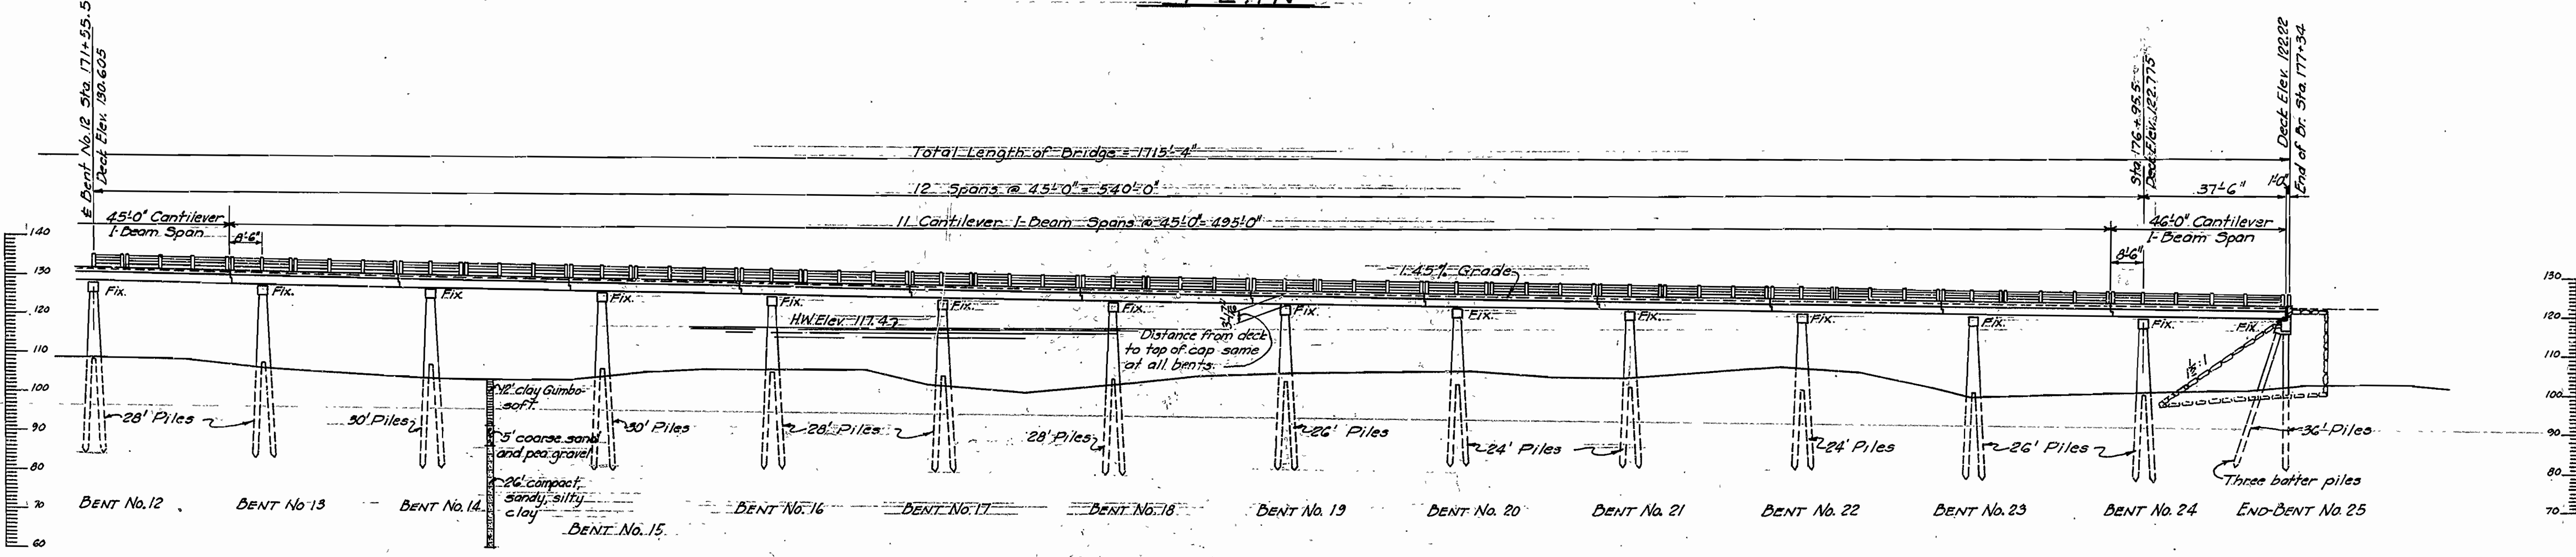 PLAN
℄ Bent No.12 Sta. 171+55.5
Deck Elev. 130.605
Sta. 176+95.5
Deck Elev. 122.775
Deck Elev. 122.22
End of Br. Sta. 177+34
Total Length of Bridge = 1715'-4"
12 Spans @ 45'-0" = 540'-0"
37'-6"
1'-0"
45'-0" Cantilever
I-Beam Span
8'-6"
11 Cantilever I-Beam Spans @ 45'-0" = 495'-0"
46'-0" Cantilever
I-Beam Span
8'-6"
140
130
120
110
100
90
80
70
60
1.45% Grade
Fix.
Fix.
Fix.
Fix.
Fix.
Fix.
Fix.
Fix.
Fix.
Fix.
Fix.
Fix.
Fix.
Fix.
H.W. Elev. 117.4
Distance from deck
to top of cap same
at all bents.
1½:1
130
120
110
100
90
80
70
12' clay Gumbo-
soft.
5' coarse sand
and pea gravel
26' compact,
sandy, silty
clay
28' Piles
30' Piles
30' Piles
28' Piles
28' Piles
26' Piles
24' Piles
24' Piles
26' Piles
36' Piles
Three batter piles
BENT No. 12
BENT No 13
BENT No. 14
BENT No. 15
BENT No. 16
BENT No. 17
BENT No. 18
BENT No. 19
BENT No. 20
BENT No. 21
BENT No. 22
BENT No. 23
BENT No. 24
END-BENT No. 25